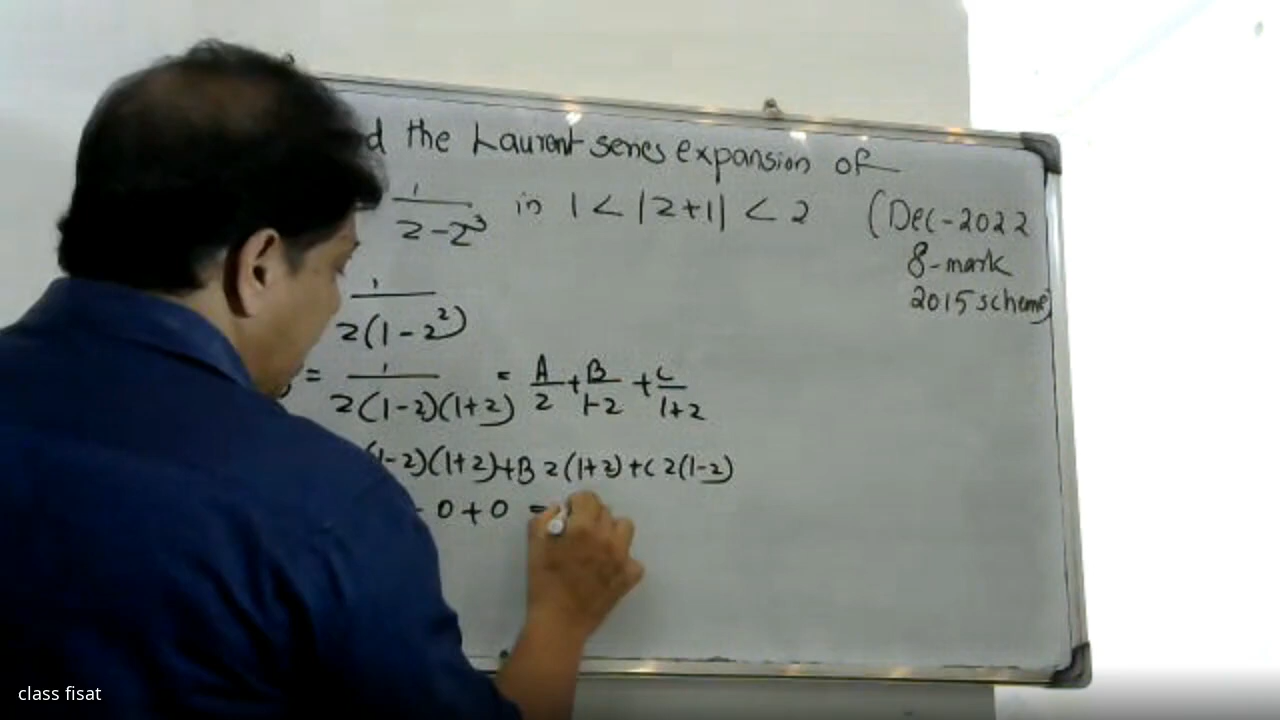 d the Laurent series expansion of
1/(z-z³) in 1 < |z+1| < 2 (Dec-2022
8-mark
2015 scheme)
1/(z(1-z²))
= 1/(z(1-z)(1+z)) = A/z + B/(1-z) + C/(1+z)
(1-z)(1+z)+B z(1+z)+C z(1-z)
0+0 =
class fisat